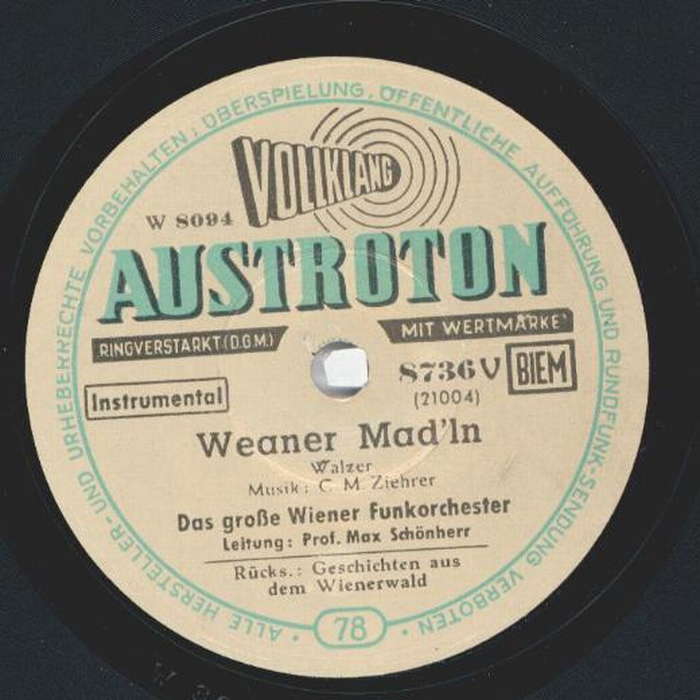 ALLE HERSTELLER- UND URHEBERRECHTE VORBEHALTEN; ÜBERSPIELUNG, ÖFFENTLICHE AUFFÜHRUNG UND RUNDFUNK-SENDUNG VERBOTEN
VOLLKLANG
W 8094
AUSTROTON
RINGVERSTÄRKT (D.G.M.)
MIT WERTMARKE
8736 V BIEM
Instrumental
(21004)
Weaner Mad'ln
Walzer
Musik: C M Ziehrer
Das große Wiener Funkorchester
Leitung: Prof. Max Schönherr
Rücks.: Geschichten aus
dem Wienerwald
78